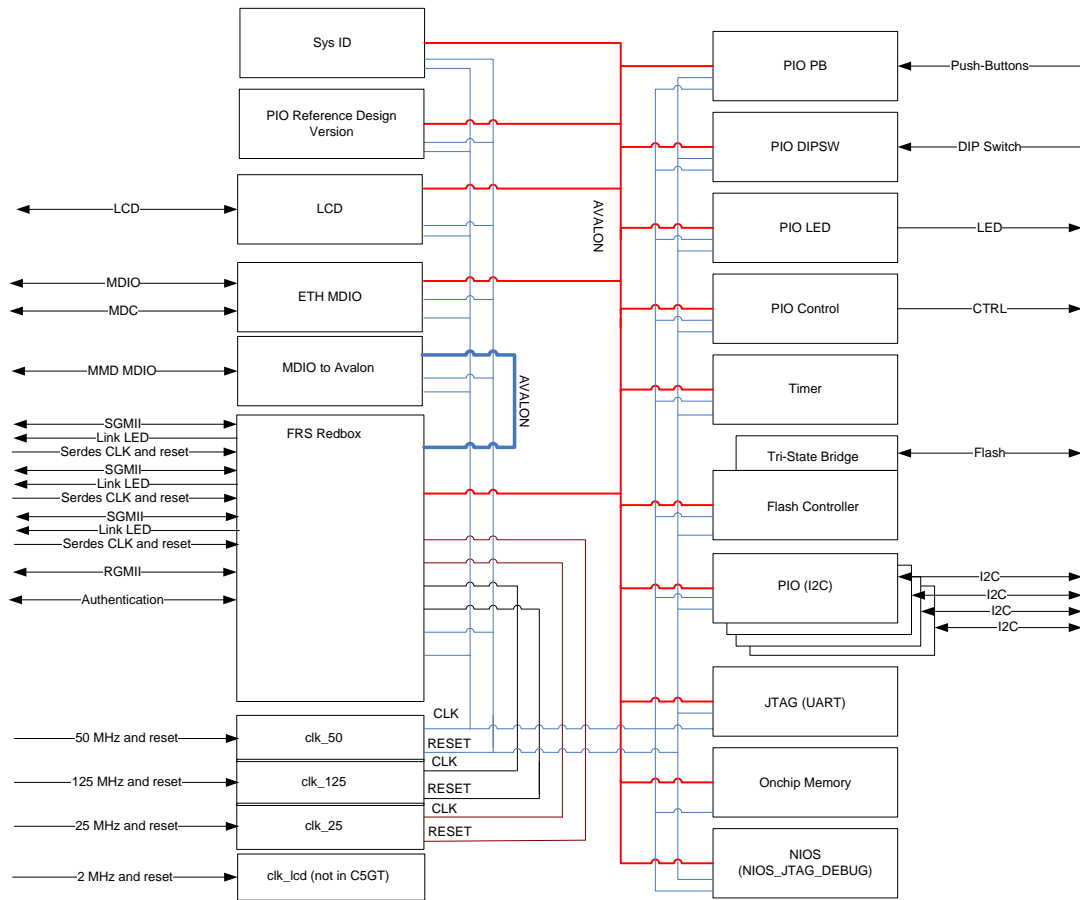 Sys ID
PIO Reference Design
Version
LCD
LCD
MDIO
MDC
ETH MDIO
MMD MDIO
MDIO to Avalon
AVALON
FRS Redbox
SGMII
Link LED
Serdes CLK and reset
SGMII
Link LED
Serdes CLK and reset
SGMII
Link LED
Serdes CLK and reset
RGMII
Authentication
50 MHz and reset
clk_50
CLK
RESET
125 MHz and reset
clk_125
CLK
RESET
25 MHz and reset
clk_25
CLK
RESET
2 MHz and reset
clk_lcd (not in C5GT)
AVALON
PIO PB
Push-Buttons
PIO DIPSW
DIP Switch
PIO LED
LED
PIO Control
CTRL
Timer
Tri-State Bridge
Flash
Flash Controller
PIO (I2C)
I2C
I2C
I2C
I2C
JTAG (UART)
Onchip Memory
NIOS
(NIOS_JTAG_DEBUG)